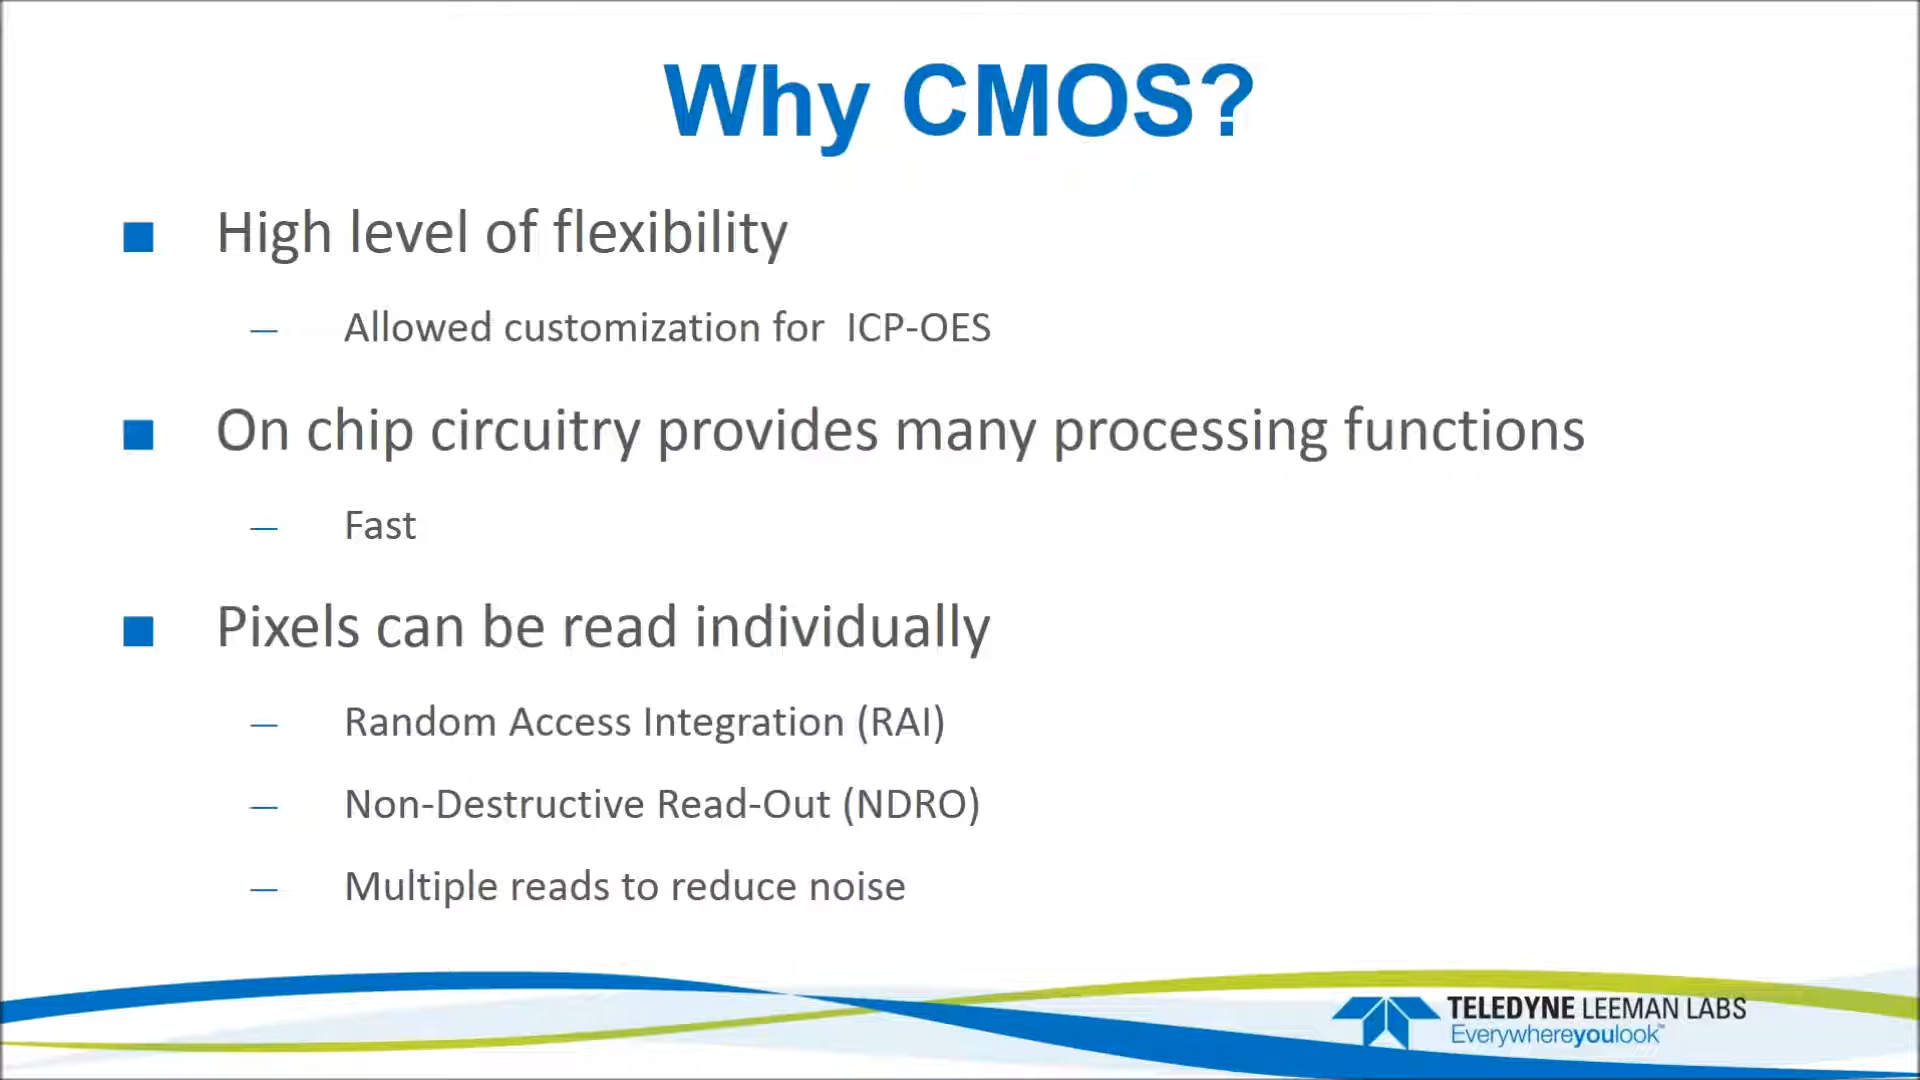 Why CMOS?
High level of flexibility
— Allowed customization for ICP-OES
On chip circuitry provides many processing functions
— Fast
Pixels can be read individually
— Random Access Integration (RAI)
— Non-Destructive Read-Out (NDRO)
— Multiple reads to reduce noise
TELEDYNE LEEMAN LABS
Everywhereyoulook™